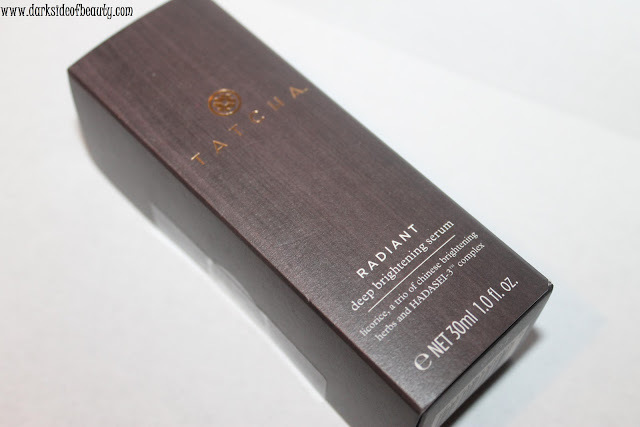 www.darksideofbeauty.com
TATCHA
RADIANT
deep brightening serum
licorice, a trio of chinese brightening
herbs and HADASEI-3™ complex
℮ NET 30ml 1.0 fl. oz.